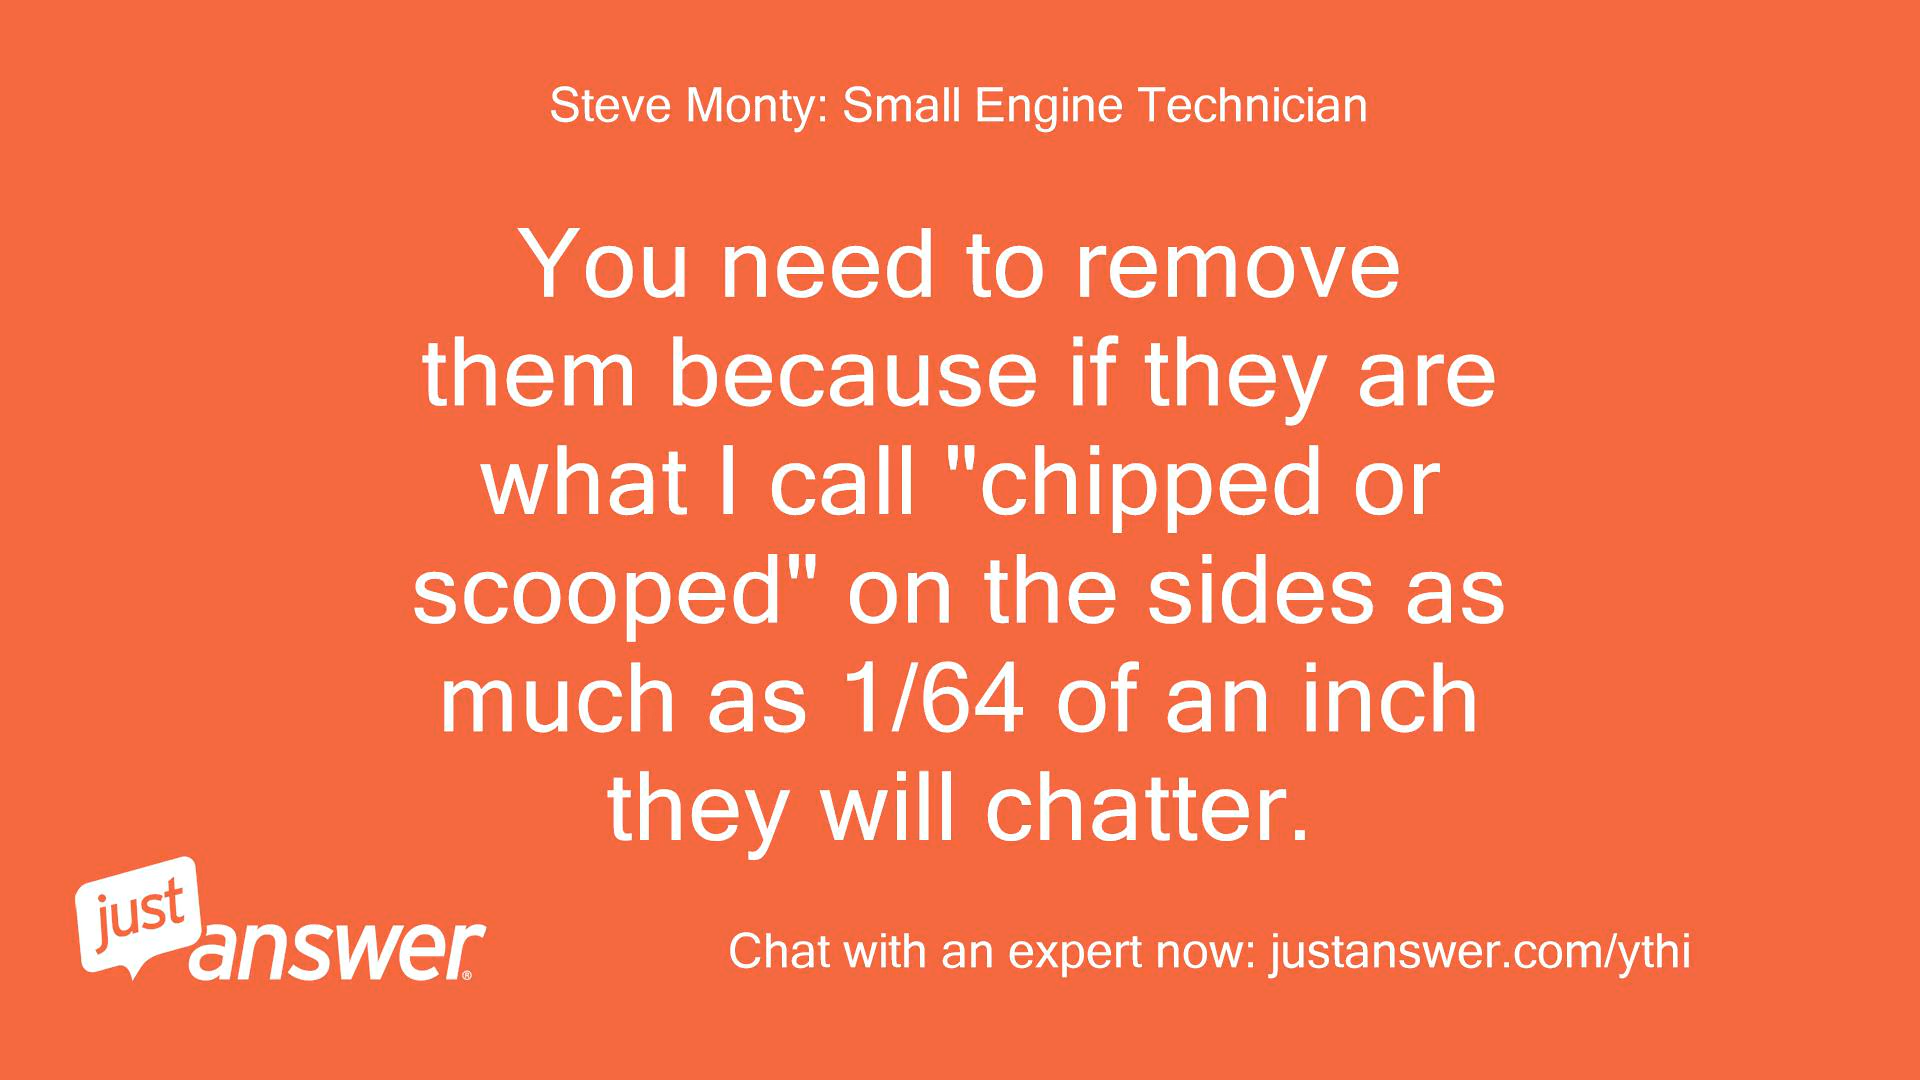 Steve Monty: Small Engine Technician
You need to remove
them because if they are
what I call "chipped or
scooped" on the sides as
much as 1/64 of an inch
they will chatter.
just
answer®
Chat with an expert now: justanswer.com/ythi